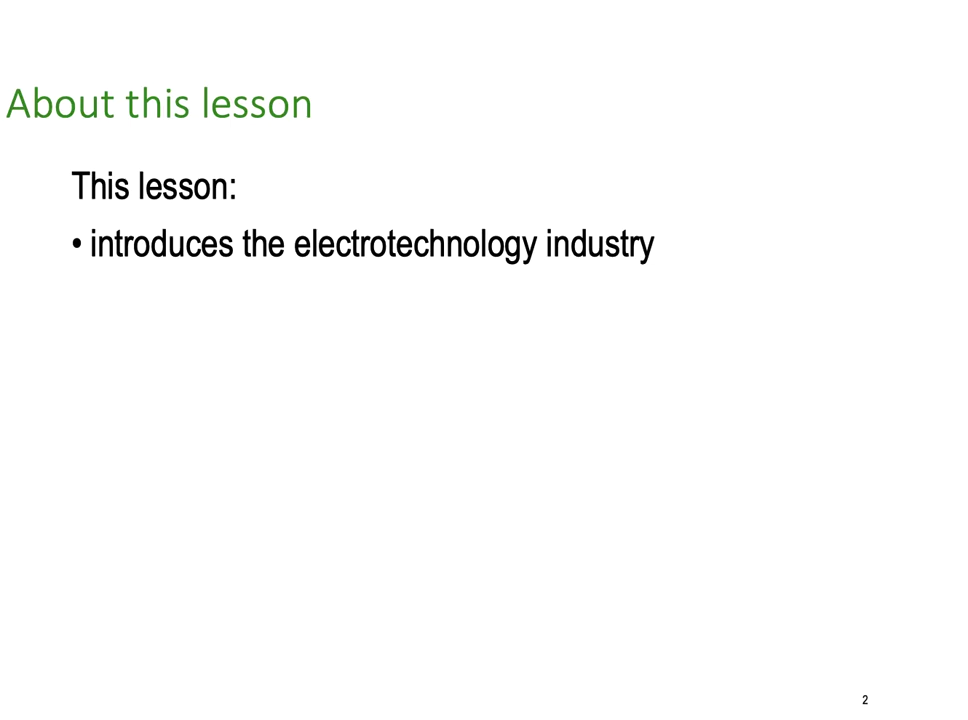 About this lesson
This lesson:
• introduces the electrotechnology industry
2